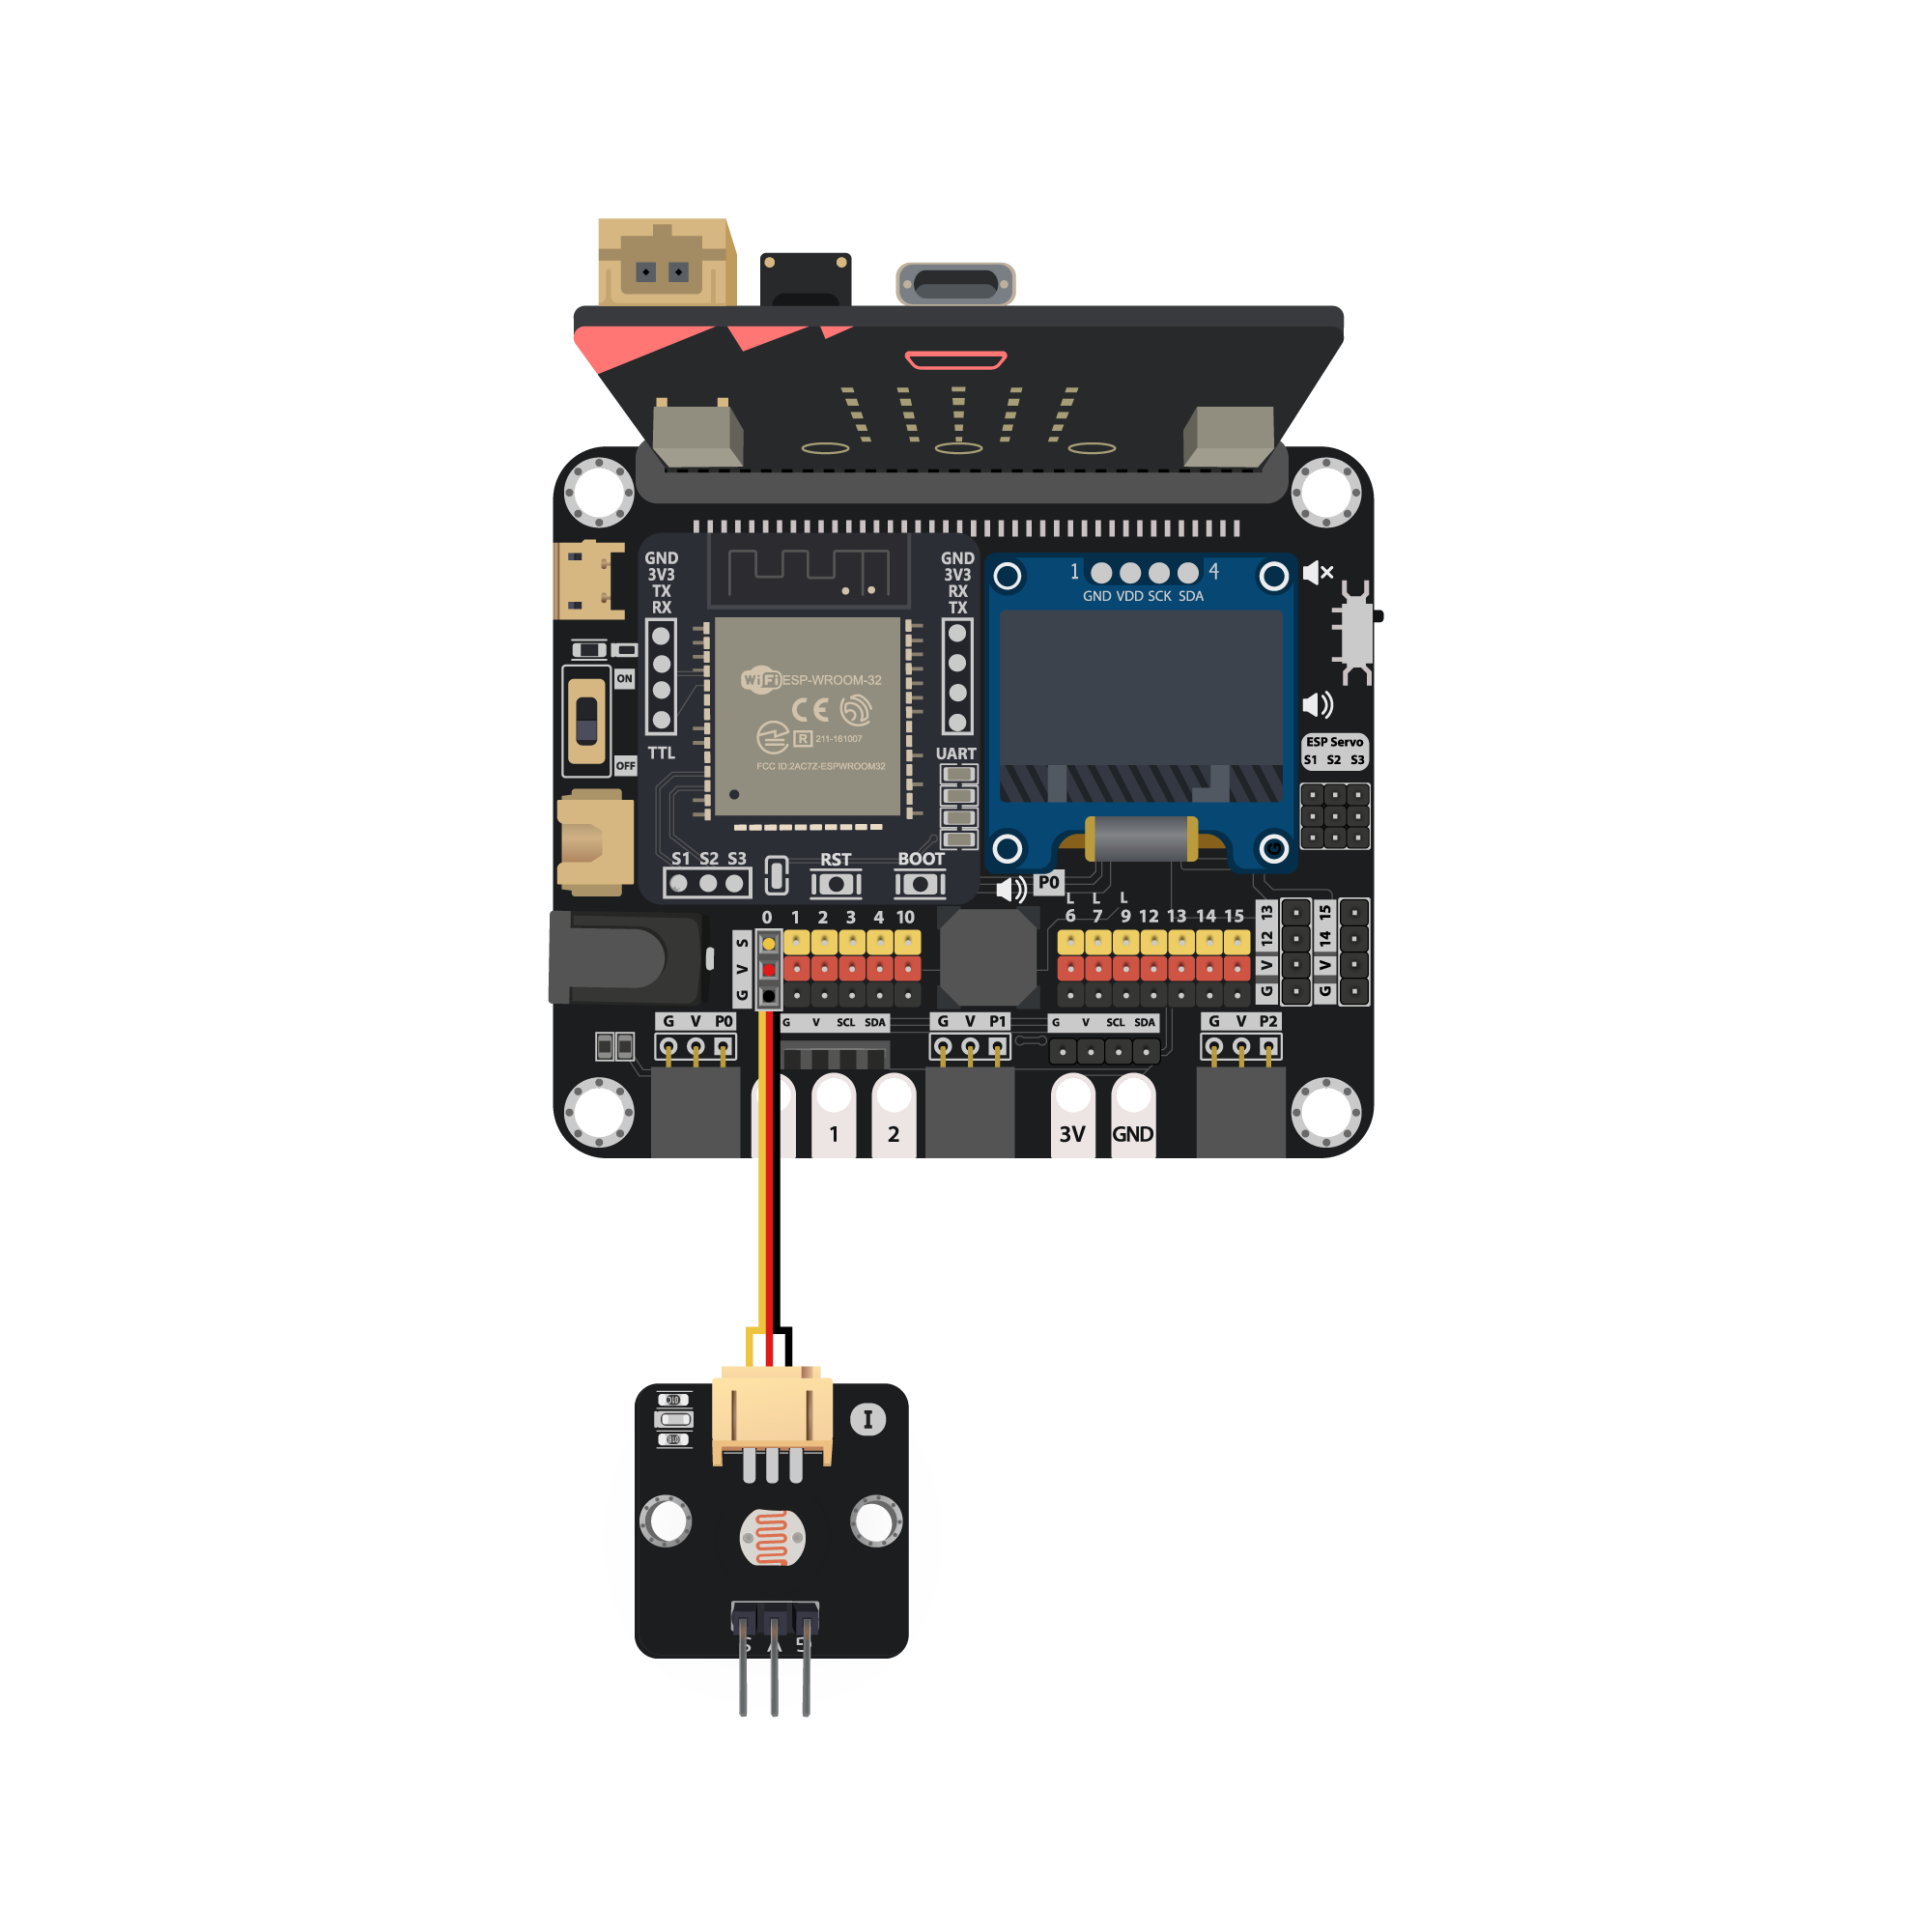 GND
3V3
TX
RX
TTL
GND
3V3
RX
TX
UART
1 4
GND VDD SCK SDA
ON
OFF
WiFi ESP-WROOM-32
CE
R 211-161007
FCC ID:2AC7Z-ESPWROOM32
ESP Servo
S1 S2 S3
S1 S2 S3
RST
BOOT
P0
L L L
0 1 2 3 4 10
6 7 9 12 13 14 15
S
V
G
13
12
V
G
15
14
V
G
G V P0
G V SCL SDA
G V P1
G V SCL SDA
G V P2
1
2
3V
GND
I